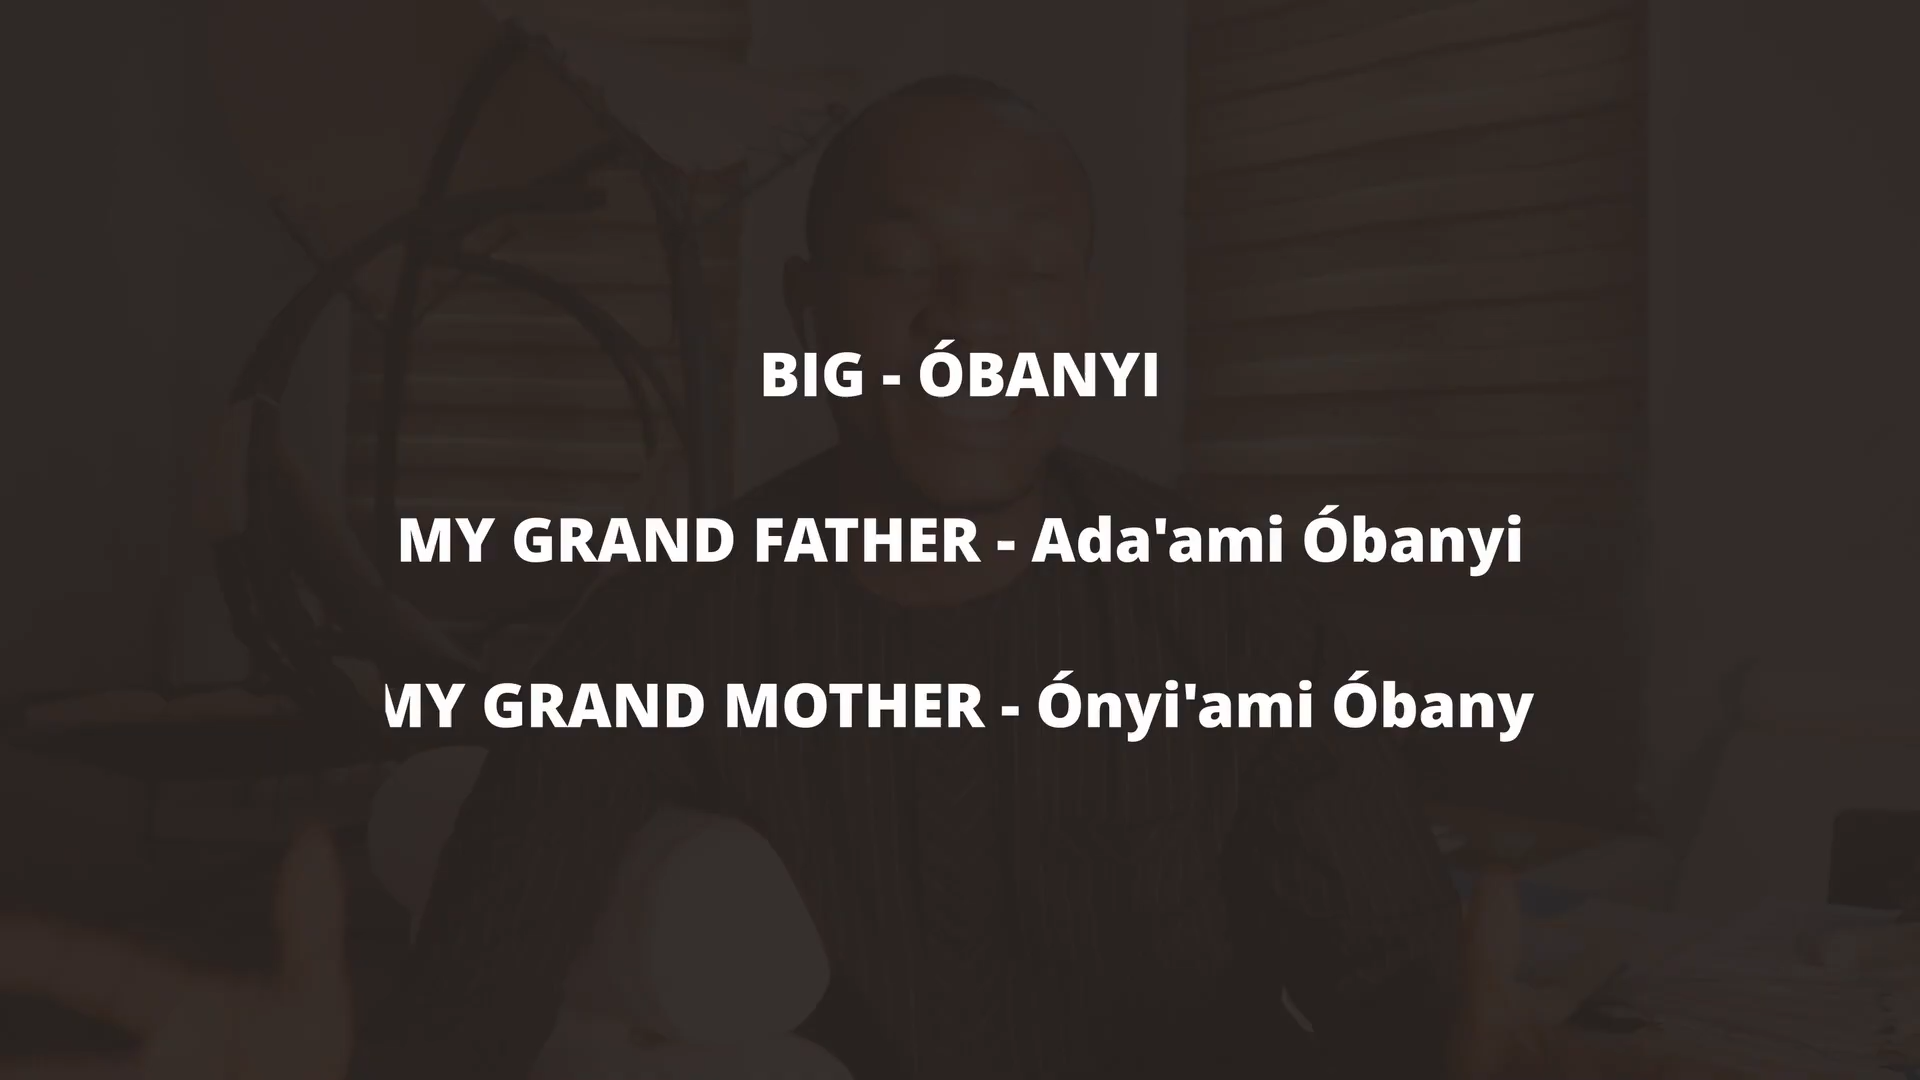 BIG - ÓBANYI
MY GRAND FATHER - Ada'ami Óbanyi
MY GRAND MOTHER - Ónyi'ami Óbany